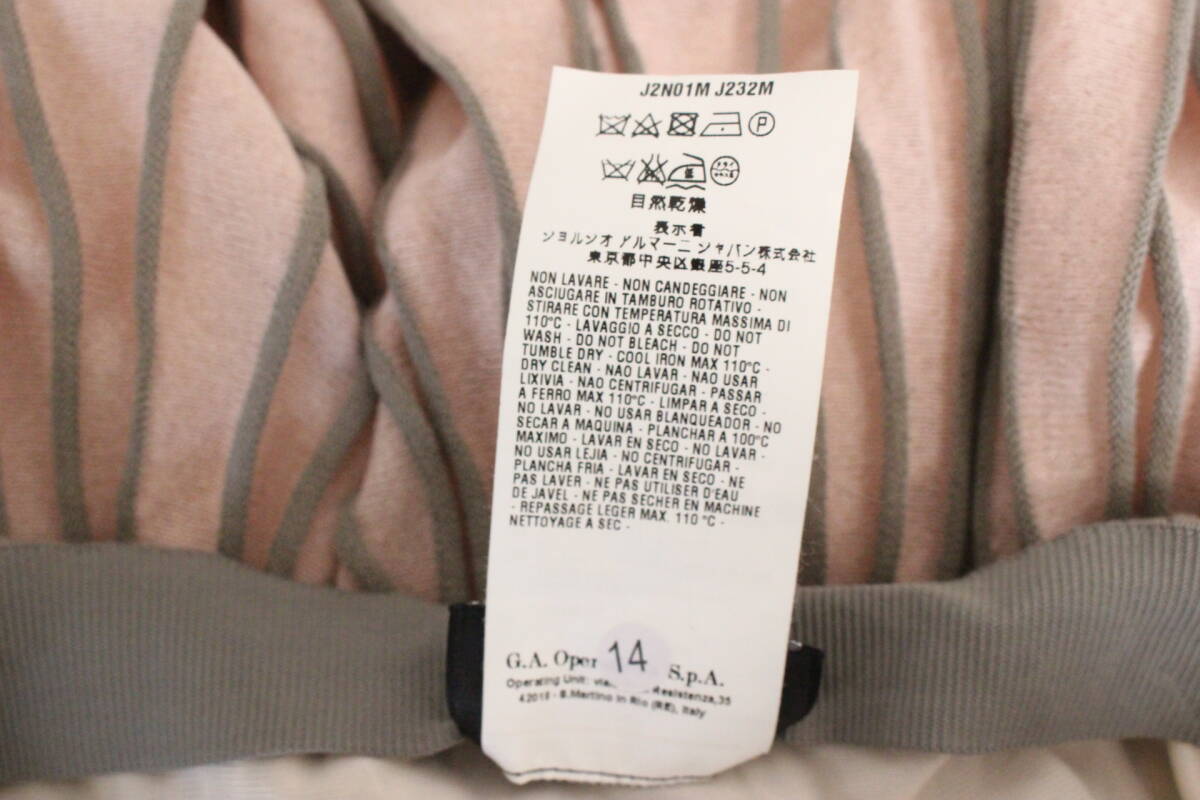 J2N01M J232M
P
自然乾燥
表示者
ジョルジオ アルマーニ ジャパン株式会社
東京都中央区銀座5-5-4
NON LAVARE - NON CANDEGGIARE - NON
ASCIUGARE IN TAMBURO ROTATIVO -
STIRARE CON TEMPERATURA MASSIMA DI
110°C - LAVAGGIO A SECCO - DO NOT
WASH - DO NOT BLEACH - DO NOT
TUMBLE DRY - COOL IRON MAX 110°C -
DRY CLEAN - NAO LAVAR - NAO USAR
LIXIVIA - NAO CENTRIFUGAR - PASSAR
A FERRO MAX 110°C - LIMPAR A SECO -
NO LAVAR - NO USAR BLANQUEADOR - NO
SECAR A MAQUINA - PLANCHAR A 100°C
MAXIMO - LAVAR EN SECO - NO LAVAR -
NO USAR LEJIA - NO CENTRIFUGAR -
PLANCHA FRIA - LAVAR EN SECO - NE
PAS LAVER - NE PAS UTILISER D'EAU
DE JAVEL - NE PAS SECHER EN MACHINE
- REPASSAGE LEGER MAX. 110 °C -
NETTOYAGE A SEC -
G.A. Oper 14 S.p.A.
Operating Unit: via Resistenza,35
42018 - S.Martino in Rio (RE), Italy